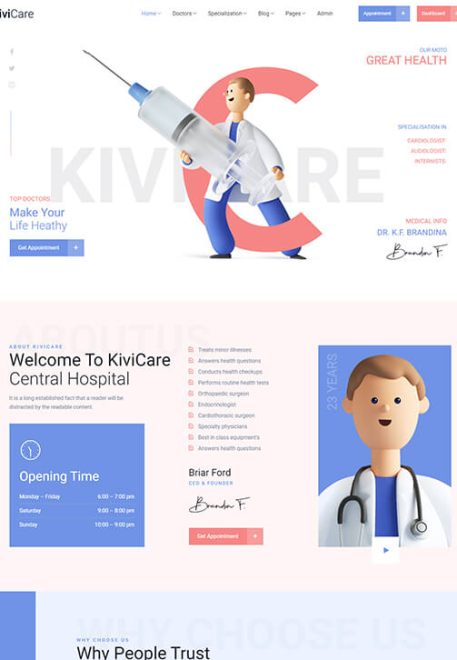 iviCare
Home Doctors Specialization Blog Pages Admin
Appointment +
Dashboard +
OUR MOTO
GREAT HEALTH
KIVICARE
SPECIALISATION IN
CARDIOLOGIST
AUDIOLOGIST
INTERNISTS
TOP DOCTORS
Make Your
Life Heathy
Get Appointment +
MEDICAL INFO
DR. K.F. BRANDINA
Brandon F.
ABOUT US
ABOUT KIVICARE
Welcome To KiviCare
Central Hospital
It is a long established fact that a reader will be
distracted by the readable content.
Opening Time
Monday – Friday 6:00 – 7:00 pm
Saturday 9:00 – 8:00 pm
Sunday 10:00 – 9:00 pm
Treats minor illnesses
Answers health questions
Conducts health checkups
Performs routine health tests
Orthopaedic surgeon
Endocrinologist
Cardiothoracic surgeon
Specialty physicians
Best in class equipment's
Answers health questions
Briar Ford
CEO & FOUNDER
Brandon F.
Get Appointment +
23 YEARS
WHY CHOOSE US
WHY CHOOSE US
Why People Trust